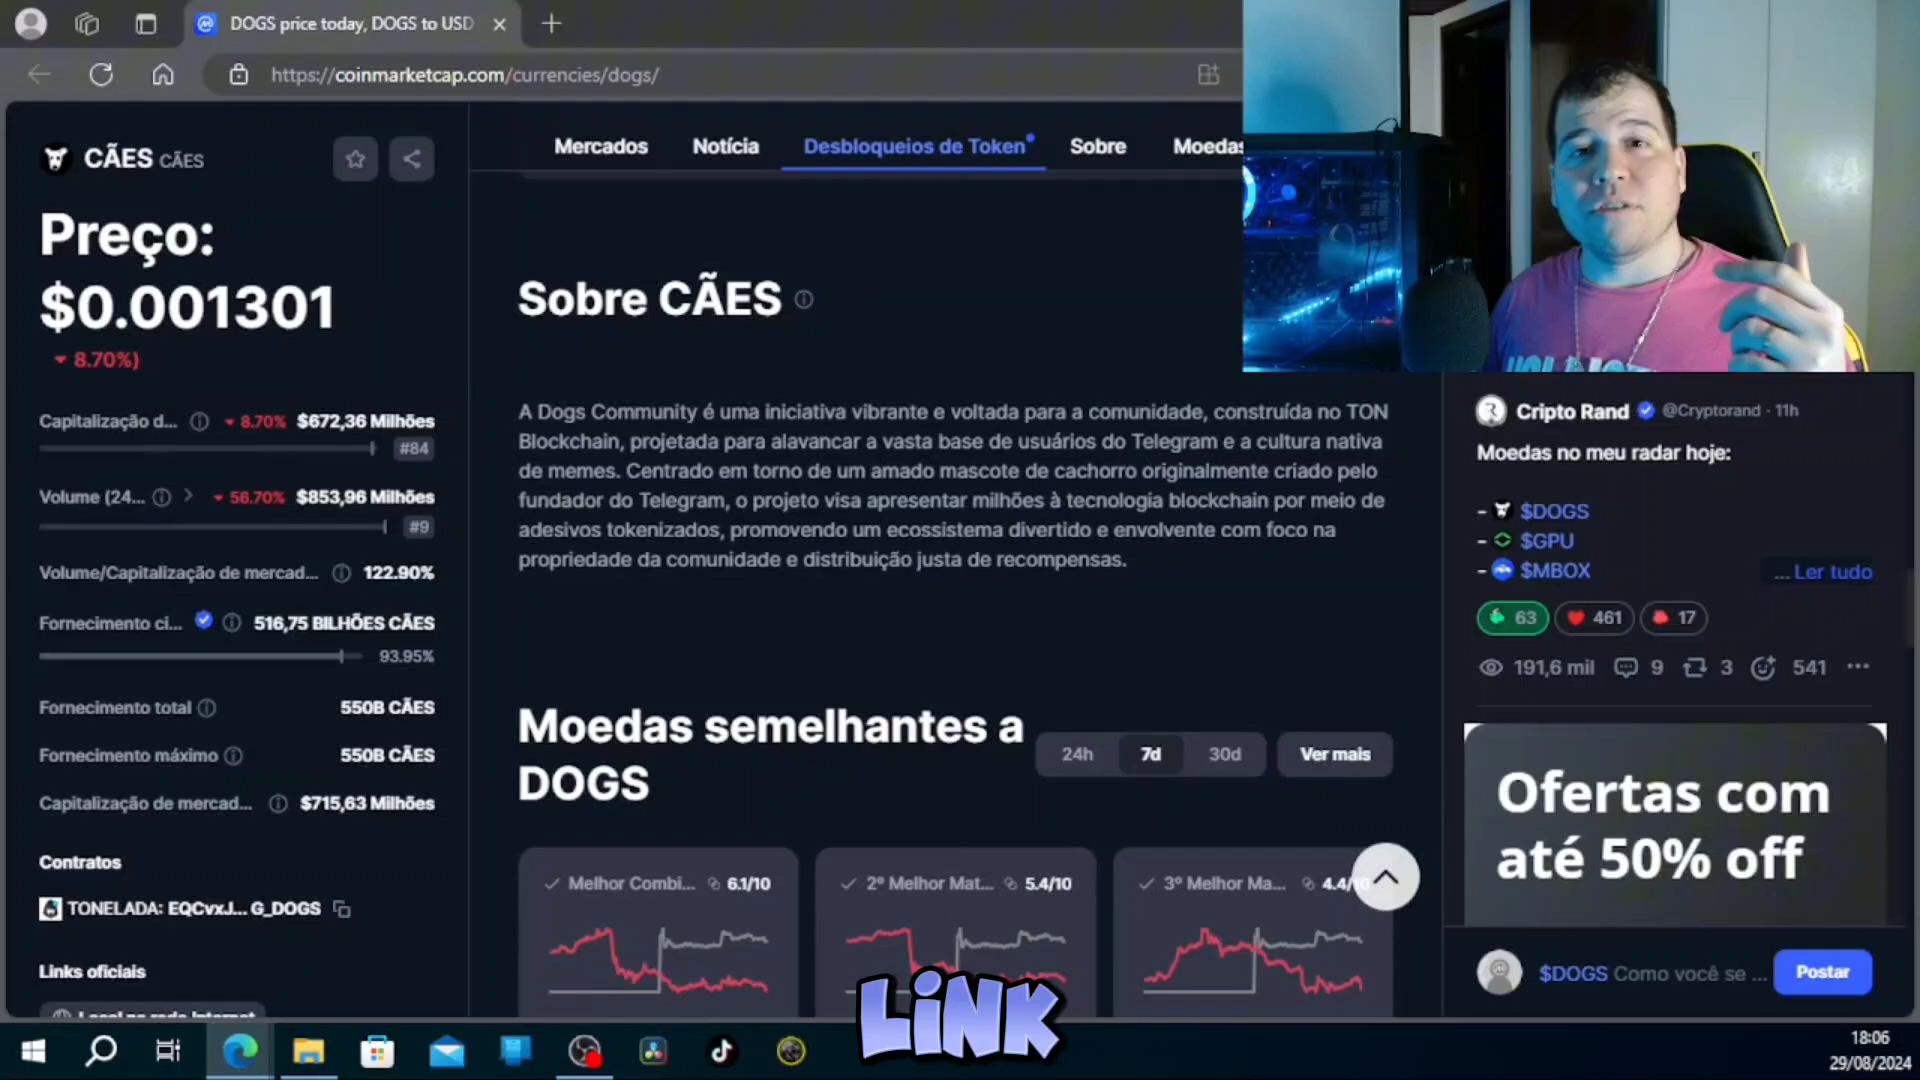 DOGS price today, DOGS to USD
https://coinmarketcap.com/currencies/dogs/
CÃES CÃES
Preço:
$0.001301
8.70%)
Capitalização d... 8.70% $672,36 Milhões
#84
Volume (24... 56.70% $853,96 Milhões
#9
Volume/Capitalização de mercad... 122.90%
Fornecimento ci... 516,75 BILHÕES CÃES
93.95%
Fornecimento total 550B CÃES
Fornecimento máximo 550B CÃES
Capitalização de mercad... $715,63 Milhões
Contratos
TONELADA: EQCvxJ... G_DOGS
Links oficiais
Local na rede Internet
Mercados Notícia Desbloqueios de Token Sobre Moedas
Sobre CÃES
A Dogs Community é uma iniciativa vibrante e voltada para a comunidade, construída no TON
Blockchain, projetada para alavancar a vasta base de usuários do Telegram e a cultura nativa
de memes. Centrado em torno de um amado mascote de cachorro originalmente criado pelo
fundador do Telegram, o projeto visa apresentar milhões à tecnologia blockchain por meio de
adesivos tokenizados, promovendo um ecossistema divertido e envolvente com foco na
propriedade da comunidade e distribuição justa de recompensas.
Moedas semelhantes a
DOGS
24h 7d 30d Ver mais
Melhor Combi... 6.1/10
2º Melhor Mat... 5.4/10
3º Melhor Ma... 4.4/10
Cripto Rand @Cryptorand · 11h
Moedas no meu radar hoje:
- $DOGS
- $GPU
- $MBOX
... Ler tudo
63 461 17
191,6 mil 9 3 541
Ofertas com
até 50% off
$DOGS Como você se ... Postar
LiNK
18:06
29/08/2024